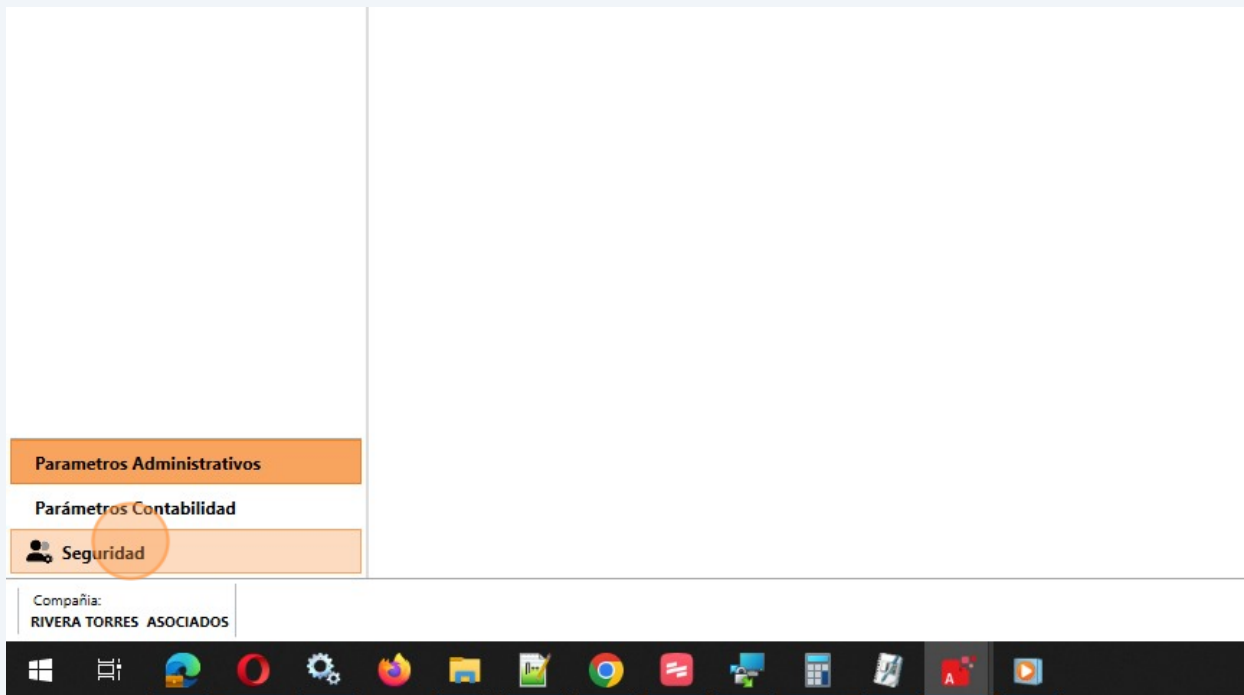 Parametros Administrativos
Parámetros Contabilidad
Seguridad
Compañia:
RIVERA TORRES ASOCIADOS
A